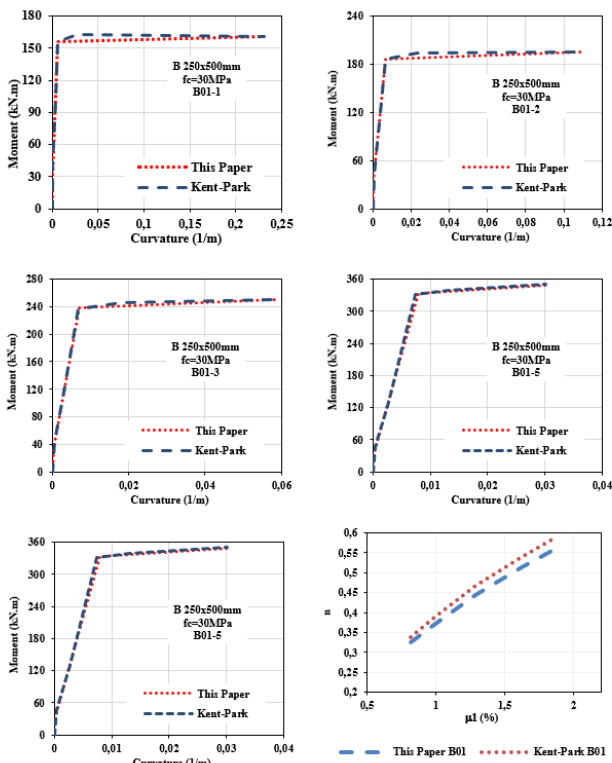 180
150
120
90
60
30
0
Moment (kN.m)
B 250x500mm
fc=30MPa
B01-1
This Paper
Kent-Park
0
0,05
0,1
0,15
0,2
0,25
Curvature (1/m)
240
180
120
60
0
Moment (kN.m)
B 250x500mm
fc=30MPa
B01-2
This Paper
Kent-Park
0
0,02
0,04
0,06
0,08
0,1
0,12
Curvature (1/m)
280
240
200
160
120
80
40
0
Moment (kN.m)
B 250x500mm
fc=30MPa
B01-3
This Paper
Kent-Park
0
0,02
0,04
0,06
Curvature (1/m)
360
300
240
180
120
60
0
Moment (kN.m)
B 250x500mm
fc=30MPa
B01-5
This Paper
Kent-Park
0
0,01
0,02
0,03
0,04
Curvature (1/m)
360
300
240
180
120
60
0
Moment (kN.m)
B 250x500mm
fc=30MPa
B01-5
This Paper
Kent-Park
0
0,01
0,02
0,03
0,04
Curvature (1/m)
0,6
0,55
0,5
0,45
0,4
0,35
0,3
0,25
0,2
n
0,5
1
1,5
2
μ1 (%)
This Paper B01
Kent-Park B01